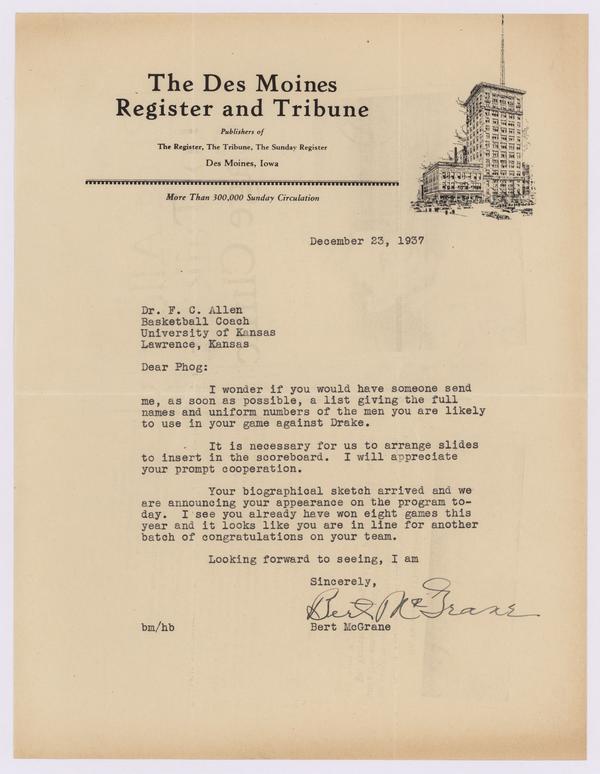 The Des Moines
Register and Tribune
Publishers of
The Register, The Tribune, The Sunday Register
Des Moines, Iowa
More Than 300,000 Sunday Circulation
December 23, 1937
Dr. F. C. Allen
Basketball Coach
University of Kansas
Lawrence, Kansas
Dear Phog:
I wonder if you would have someone send
me, as soon as possible, a list giving the full
names and uniform numbers of the men you are likely
to use in your game against Drake.
It is necessary for us to arrange slides
to insert in the scoreboard. I will appreciate
your prompt cooperation.
Your biographical sketch arrived and we
are announcing your appearance on the program to-
day. I see you already have won eight games this
year and it looks like you are in line for another
batch of congratulations on your team.
Looking forward to seeing, I am
Sincerely,
Bert McGrane
bm/hb Bert McGrane